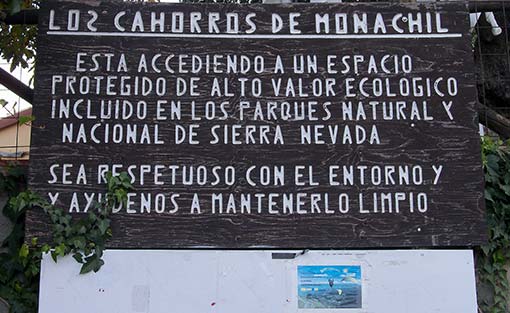 LOS CAHORROS DE MONACHIL
ESTA ACCEDIENDO A UN ESPACIO
PROTEGIDO DE ALTO VALOR ECOLOGICO
INCLUIDO EN LOS PARQUES NATURAL Y
NACIONAL DE SIERRA NEVADA
SEA RESPETUOSO CON EL ENTORNO Y
Y AYUDENOS A MANTENERLO LIMPIO